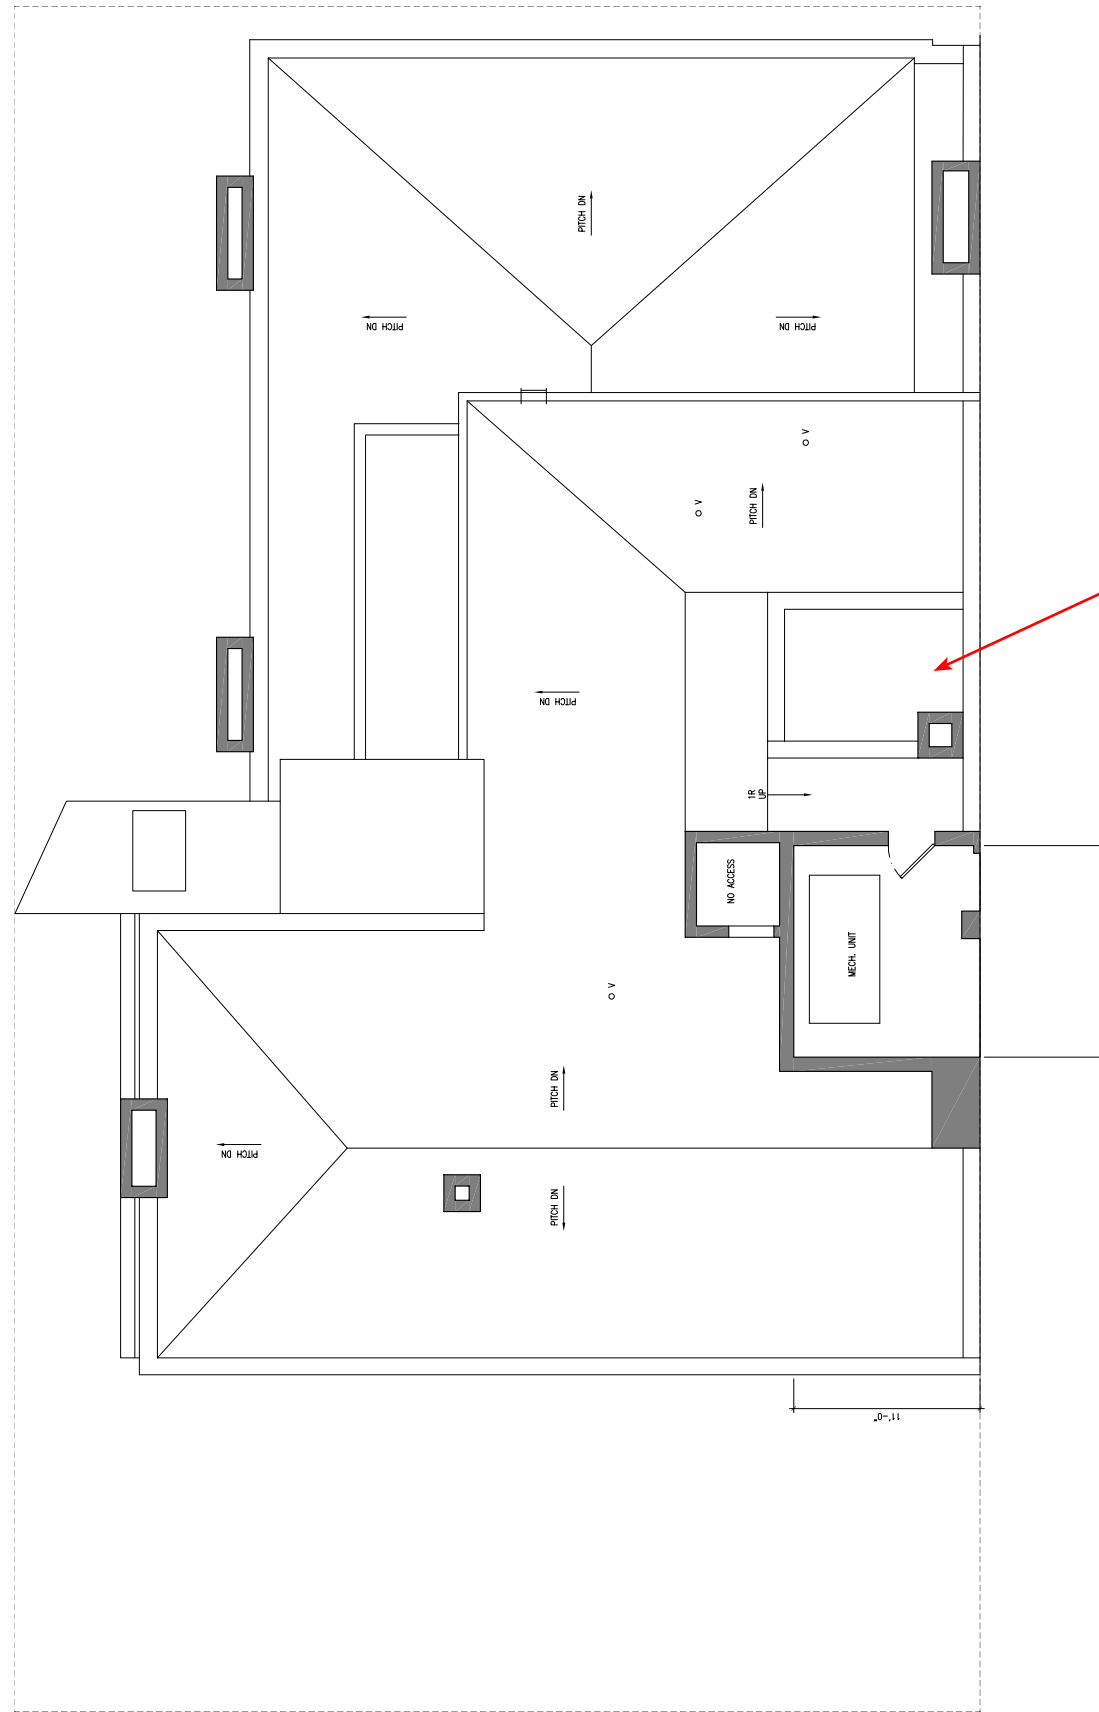 PITCH DN
PITCH DN
PITCH DN
V
V
PITCH DN
PITCH DN
1R
UP
NO ACCESS
MECH. UNIT
V
PITCH DN
PITCH DN
PITCH DN
11'-0"